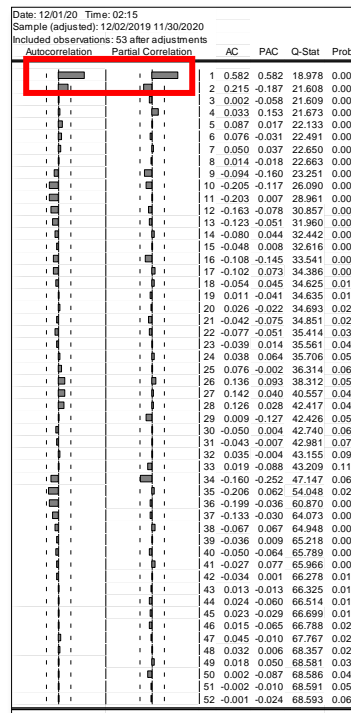 Date: 12/01/20 Time: 02:15
Sample (adjusted): 12/02/2019 11/30/2020
Included observations: 53 after adjustments
Autocorrelation Partial Correlation AC PAC Q-Stat Prob
1 0.582 0.582 18.978 0.00
2 0.215 -0.187 21.608 0.00
3 0.002 -0.058 21.609 0.00
4 0.033 0.153 21.673 0.00
5 0.087 0.017 22.133 0.00
6 0.076 -0.031 22.491 0.00
7 0.050 0.037 22.650 0.00
8 0.014 -0.018 22.663 0.00
9 -0.094 -0.160 23.251 0.00
10 -0.205 -0.117 26.090 0.00
11 -0.203 0.007 28.961 0.00
12 -0.163 -0.078 30.857 0.00
13 -0.123 -0.051 31.960 0.00
14 -0.080 0.044 32.442 0.00
15 -0.048 0.008 32.616 0.00
16 -0.108 -0.145 33.541 0.00
17 -0.102 0.073 34.386 0.00
18 -0.054 0.045 34.625 0.01
19 0.011 -0.041 34.635 0.01
20 0.026 -0.022 34.693 0.02
21 -0.042 -0.075 34.851 0.02
22 -0.077 -0.051 35.414 0.03
23 -0.039 0.014 35.561 0.04
24 0.038 0.064 35.706 0.05
25 0.076 -0.002 36.314 0.06
26 0.136 0.093 38.312 0.05
27 0.142 0.040 40.557 0.04
28 0.126 0.028 42.417 0.04
29 0.009 -0.127 42.426 0.05
30 -0.050 0.004 42.740 0.06
31 -0.043 -0.007 42.981 0.07
32 0.035 -0.004 43.155 0.09
33 0.019 -0.088 43.209 0.11
34 -0.160 -0.252 47.147 0.06
35 -0.206 0.062 54.048 0.02
36 -0.199 -0.036 60.870 0.00
37 -0.133 -0.030 64.073 0.00
38 -0.067 0.067 64.948 0.00
39 -0.036 0.009 65.218 0.00
40 -0.050 -0.064 65.789 0.00
41 -0.027 0.077 65.966 0.00
42 -0.034 0.001 66.278 0.01
43 0.013 -0.013 66.325 0.01
44 0.024 -0.060 66.514 0.01
45 0.023 -0.029 66.699 0.01
46 0.015 -0.065 66.788 0.02
47 0.045 -0.010 67.767 0.02
48 0.032 0.006 68.357 0.02
49 0.018 0.050 68.581 0.03
50 0.002 -0.087 68.586 0.04
51 -0.002 -0.010 68.591 0.05
52 -0.001 -0.024 68.593 0.06